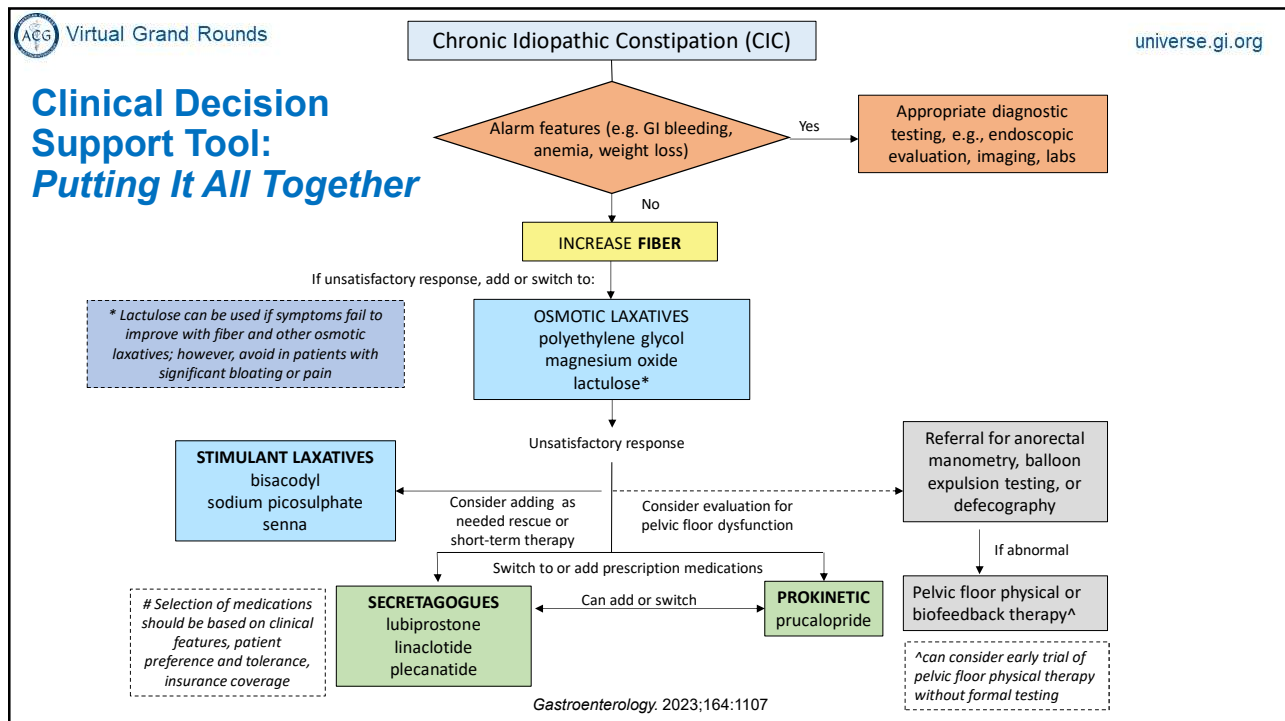 ACG
Virtual Grand Rounds
universe.gi.org
Clinical Decision
Support Tool:
Putting It All Together
Chronic Idiopathic Constipation (CIC)
Alarm features (e.g. GI bleeding,
anemia, weight loss)
Yes
Appropriate diagnostic
testing, e.g., endoscopic
evaluation, imaging, labs
No
INCREASE FIBER
If unsatisfactory response, add or switch to:
* Lactulose can be used if symptoms fail to
improve with fiber and other osmotic
laxatives; however, avoid in patients with
significant bloating or pain
OSMOTIC LAXATIVES
polyethylene glycol
magnesium oxide
lactulose*
Unsatisfactory response
STIMULANT LAXATIVES
bisacodyl
sodium picosulphate
senna
Consider adding as
needed rescue or
short-term therapy
Consider evaluation for
pelvic floor dysfunction
Referral for anorectal
manometry, balloon
expulsion testing, or
defecography
If abnormal
Switch to or add prescription medications
# Selection of medications
should be based on clinical
features, patient
preference and tolerance,
insurance coverage
SECRETAGOGUES
lubiprostone
linaclotide
plecanatide
Can add or switch
PROKINETIC
prucalopride
Pelvic floor physical or
biofeedback therapy^
^can consider early trial of
pelvic floor physical therapy
without formal testing
Gastroenterology. 2023;164:1107